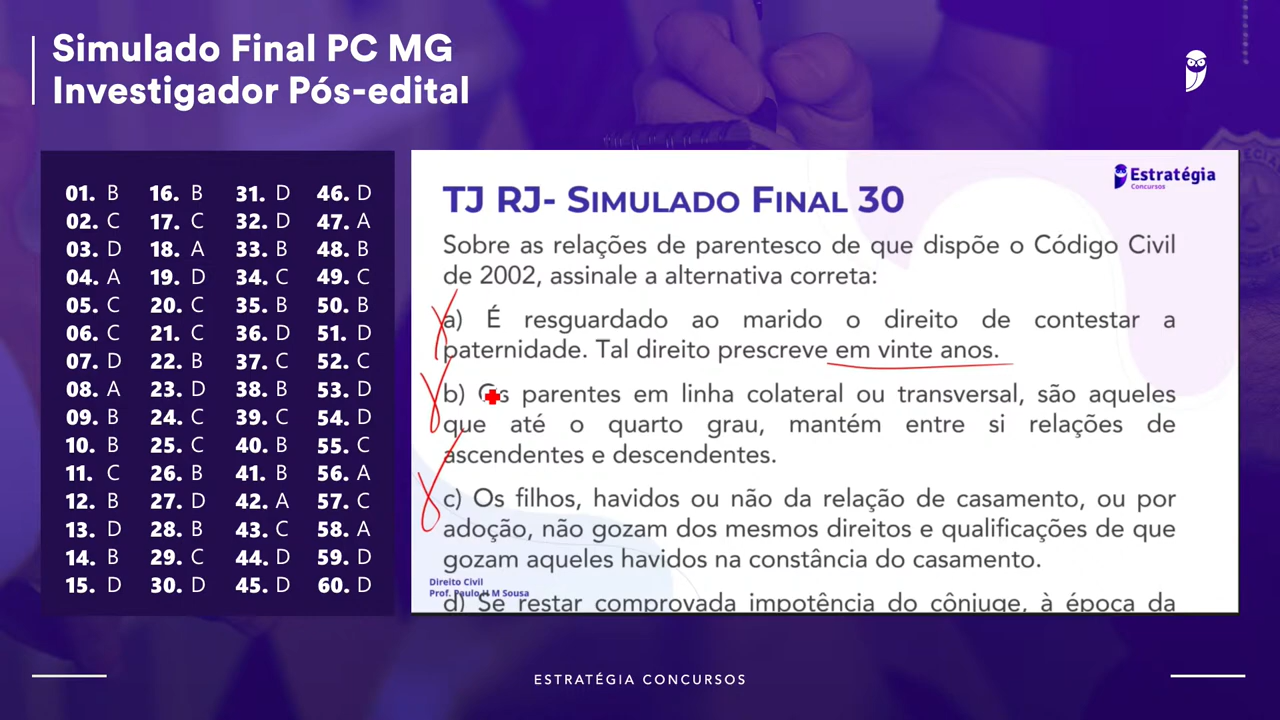 Simulado Final PC MG
Investigador Pós-edital
01. B 16. B 31. D 46. D
02. C 17. C 32. D 47. A
03. D 18. A 33. B 48. B
04. A 19. D 34. C 49. C
05. C 20. C 35. B 50. B
06. C 21. C 36. D 51. D
07. D 22. B 37. C 52. C
08. A 23. D 38. B 53. D
09. B 24. C 39. C 54. D
10. B 25. C 40. B 55. C
11. C 26. B 41. B 56. A
12. B 27. D 42. A 57. C
13. D 28. B 43. C 58. A
14. B 29. C 44. D 59. D
15. D 30. D 45. D 60. D
Estratégia
Concursos
TJ RJ- SIMULADO FINAL 30
Sobre as relações de parentesco de que dispõe o Código Civil
de 2002, assinale a alternativa correta:
a) É resguardado ao marido o direito de contestar a
paternidade. Tal direito prescreve em vinte anos.
b) Os parentes em linha colateral ou transversal, são aqueles
que até o quarto grau, mantém entre si relações de
ascendentes e descendentes.
c) Os filhos, havidos ou não da relação de casamento, ou por
adoção, não gozam dos mesmos direitos e qualificações de que
gozam aqueles havidos na constância do casamento.
Direito Civil
Prof. Paulo H M Sousa
d) Se restar comprovada impotência do cônjuge, à época da
ESTRATÉGIA CONCURSOS